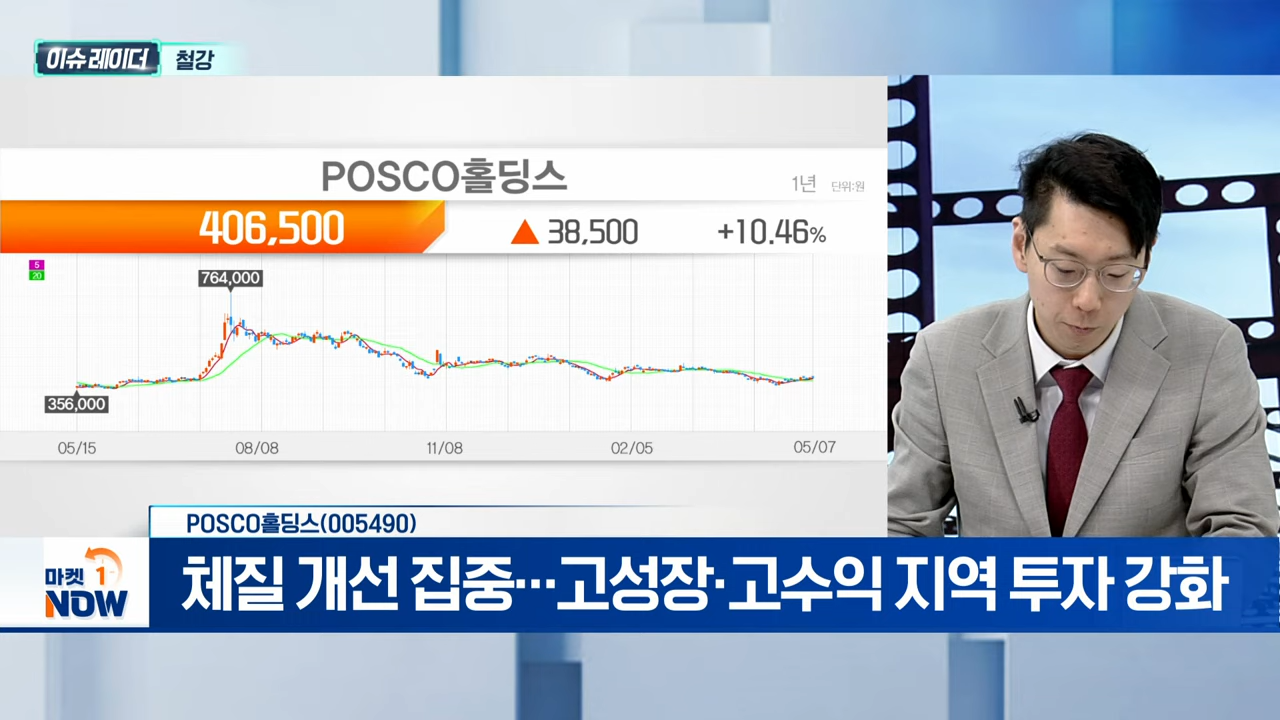 이슈 레이더 철강
POSCO홀딩스
1년 단위:원
406,500 ▲ 38,500 +10.46%
5
20
764,000
356,000
05/15 08/08 11/08 02/05 05/07
POSCO홀딩스(005490)
마켓 1
NOW
체질 개선 집중…고성장·고수익 지역 투자 강화